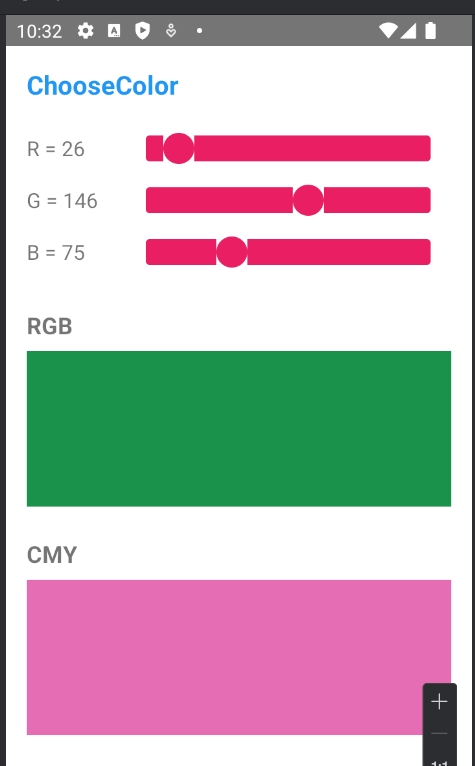 10:32
ChooseColor
R = 26
G = 146
B = 75
RGB
CMY